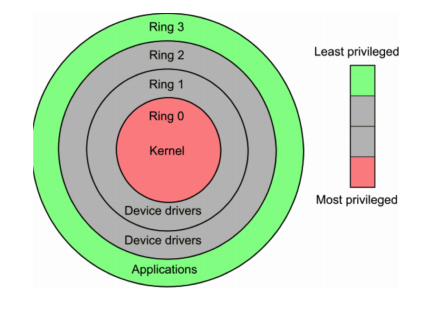 Ring 3
Ring 2
Ring 1
Ring 0
Kernel
Device drivers
Device drivers
Applications
Least privileged
Most privileged